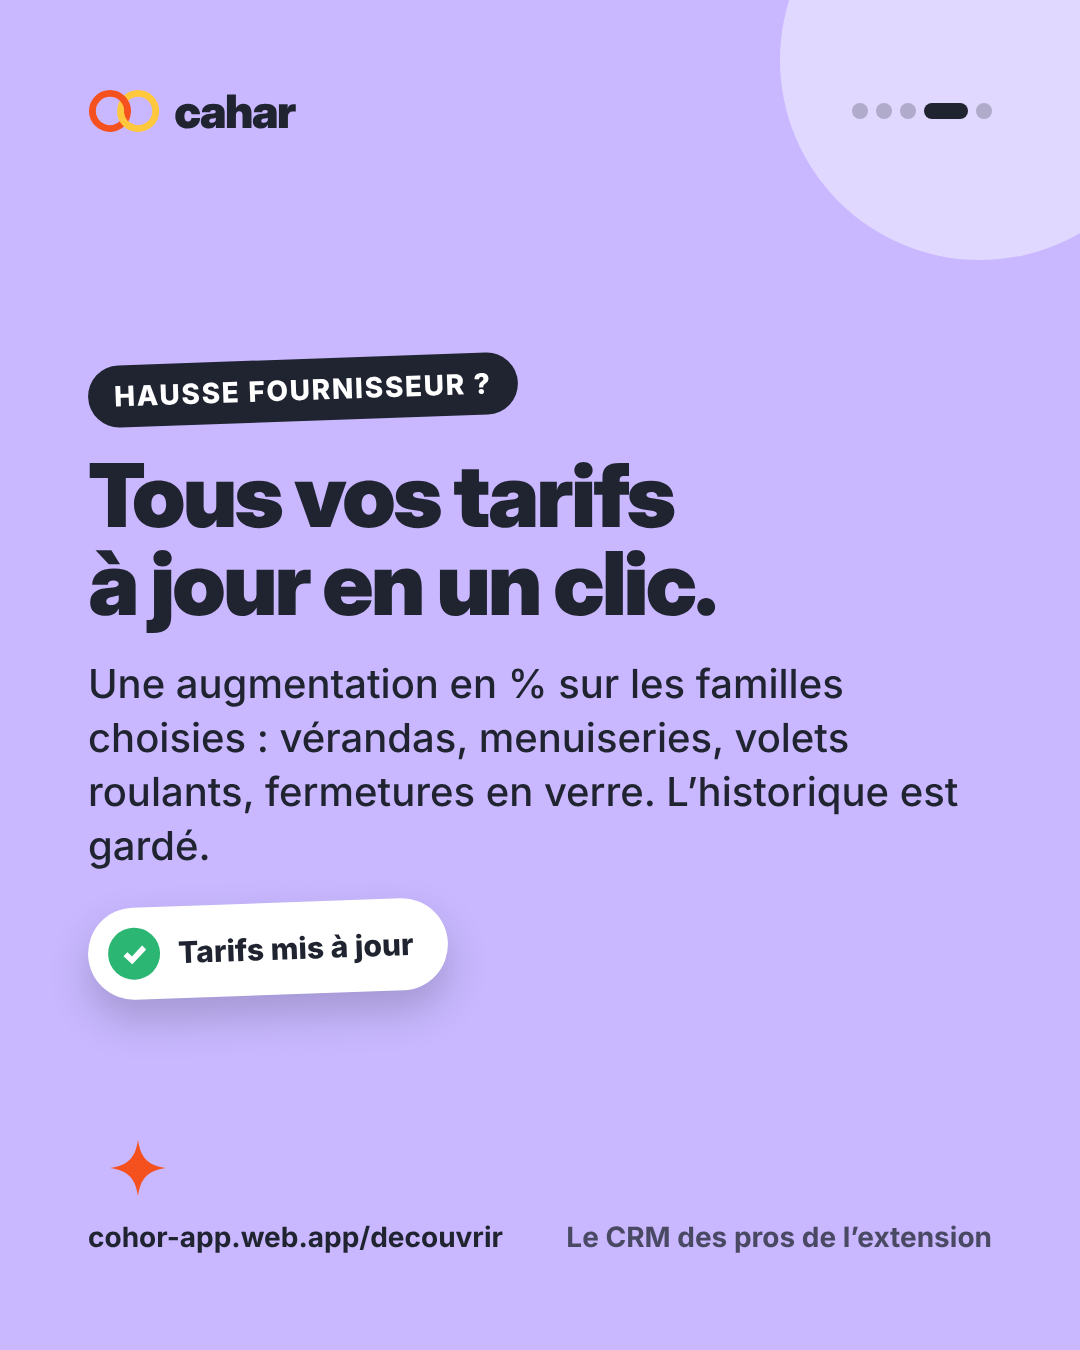 cahar
HAUSSE FOURNISSEUR ?
Tous vos tarifs
à jour en un clic.
Une augmentation en % sur les familles
choisies : vérandas, menuiseries, volets
roulants, fermetures en verre. L’historique est
gardé.
Tarifs mis à jour
cohor-app.web.app/decouvrir
Le CRM des pros de l’extension